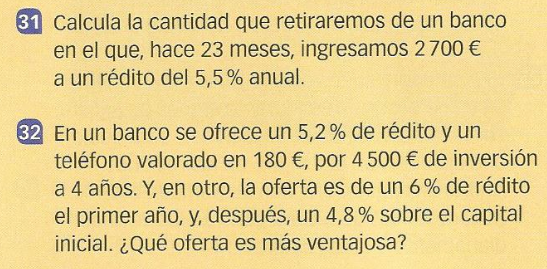 31 Calcula la cantidad que retiraremos de un banco
en el que, hace 23 meses, ingresamos 2 700 €
a un rédito del 5,5 % anual.
32 En un banco se ofrece un 5,2 % de rédito y un
teléfono valorado en 180 €, por 4 500 € de inversión
a 4 años. Y, en otro, la oferta es de un 6 % de rédito
el primer año, y, después, un 4,8 % sobre el capital
inicial. ¿Qué oferta es más ventajosa?